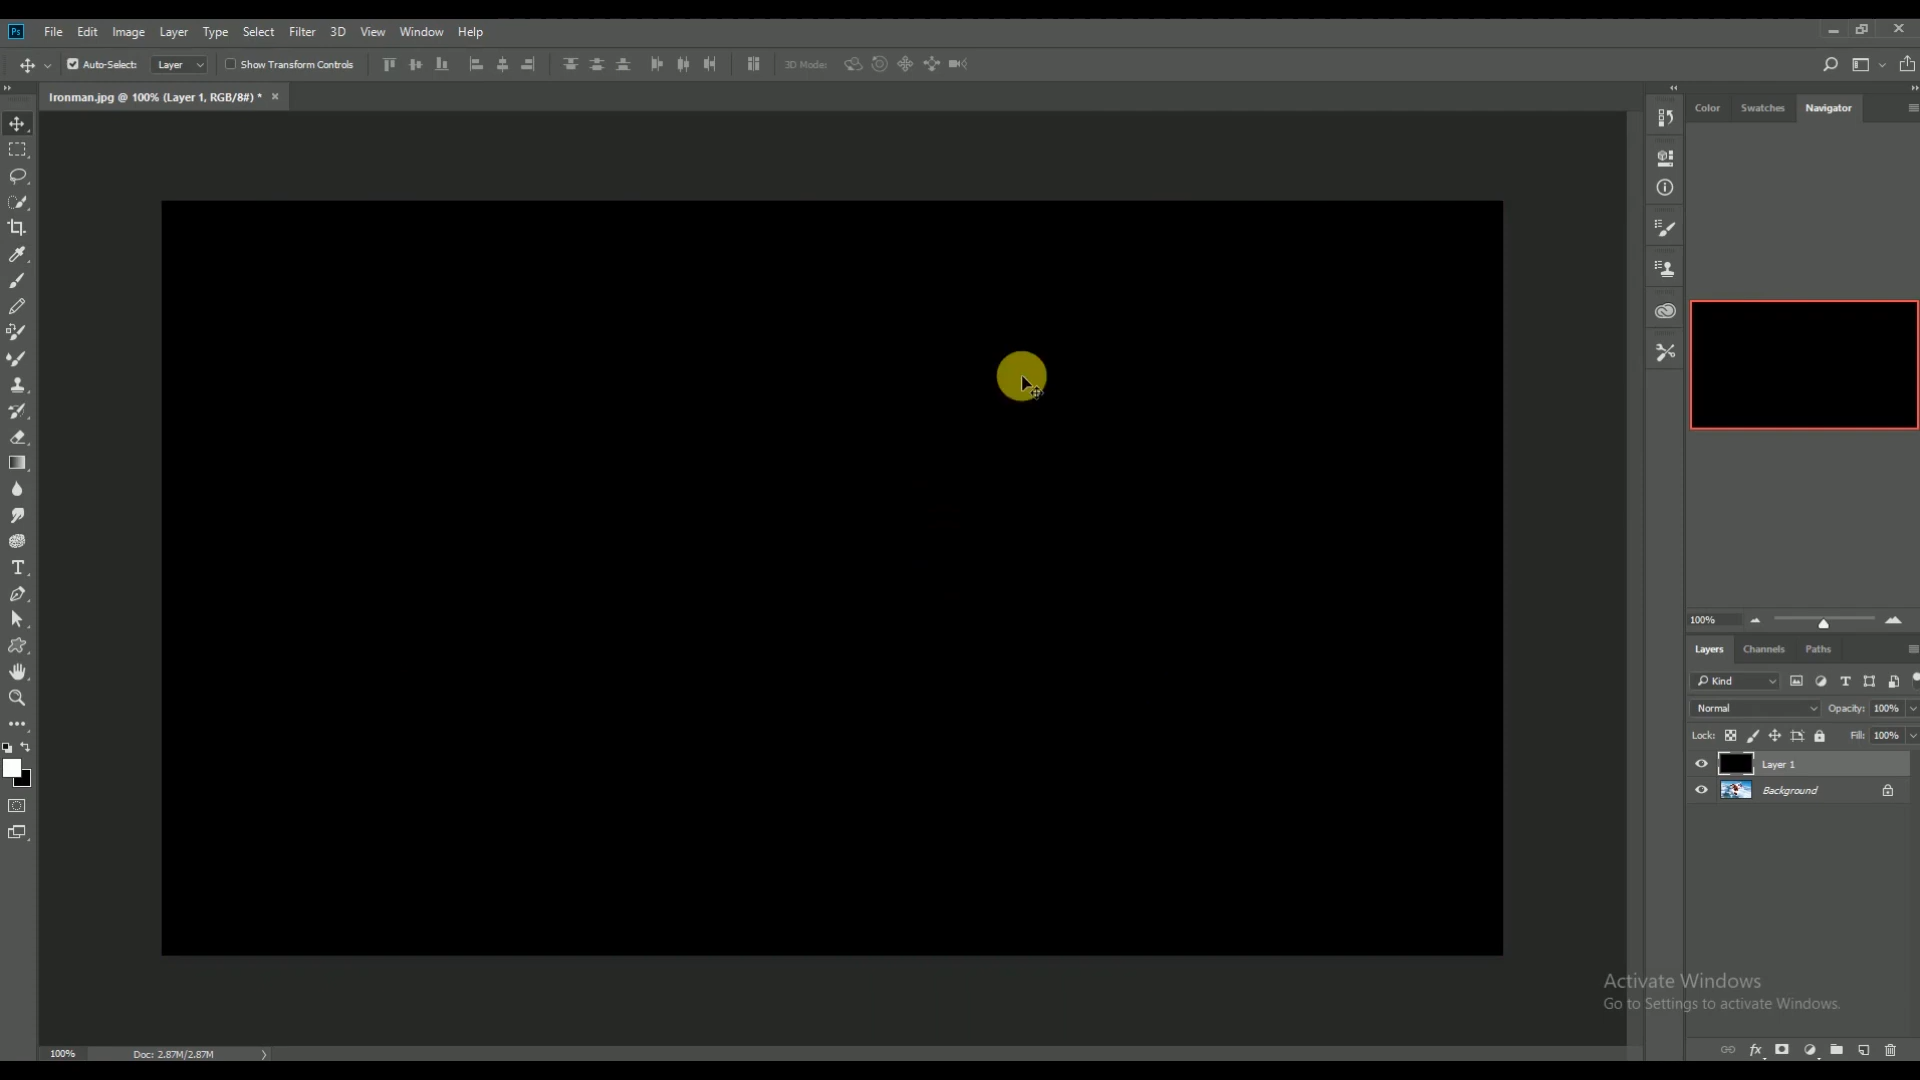 Ps File Edit Image Layer Type Select Filter 3D View Window Help
Auto-Select: Layer Show Transform Controls 3D Mode:
Ironman.jpg @ 100% (Layer 1, RGB/8#) * ×
Color Swatches Navigator
100%
Layers Channels Paths
Kind
Normal Opacity: 100%
Lock: Fill: 100%
Layer 1
Background
Activate Windows
Go to Settings to activate Windows.
100% Doc: 2.87M/2.87M